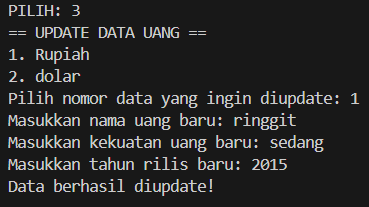 PILIH: 3
== UPDATE DATA UANG ==
1. Rupiah
2. dolar
Pilih nomor data yang ingin diupdate: 1
Masukkan nama uang baru: ringgit
Masukkan kekuatan uang baru: sedang
Masukkan tahun rilis baru: 2015
Data berhasil diupdate!